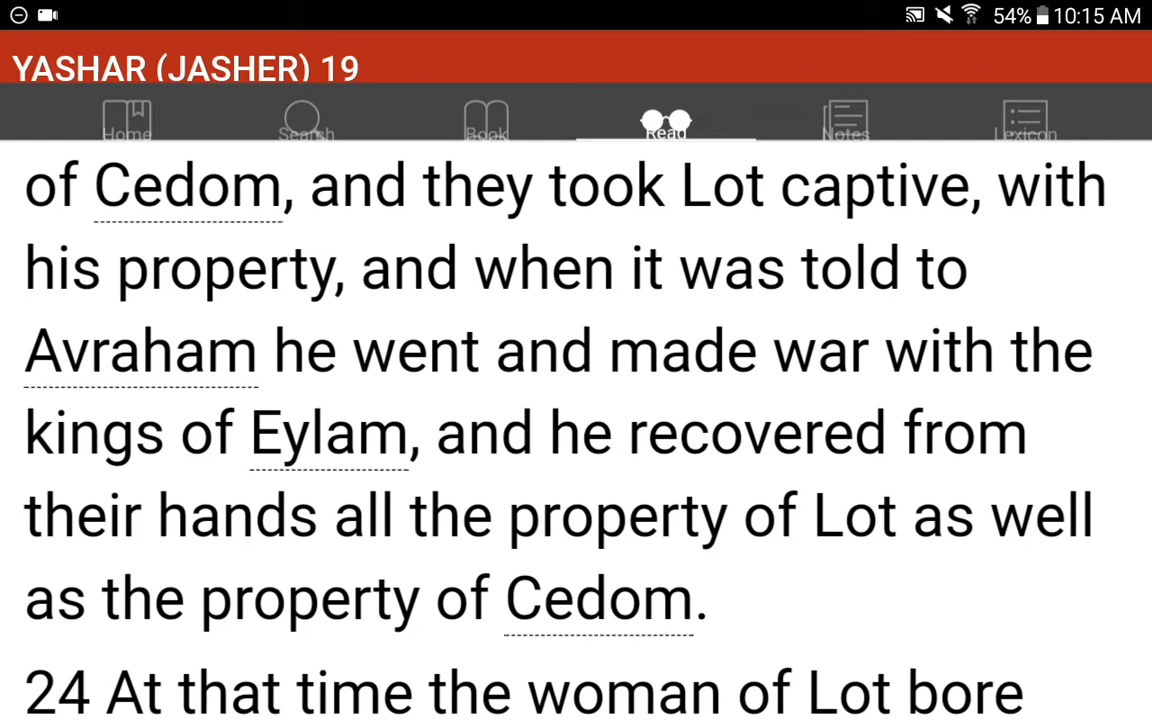 54% 10:15 AM
YASHAR (JASHER) 19
Home Search Book Read Notes Lexicon
of Cedom, and they took Lot captive, with
his property, and when it was told to
Avraham he went and made war with the
kings of Eylam, and he recovered from
their hands all the property of Lot as well
as the property of Cedom.
24 At that time the woman of Lot bore